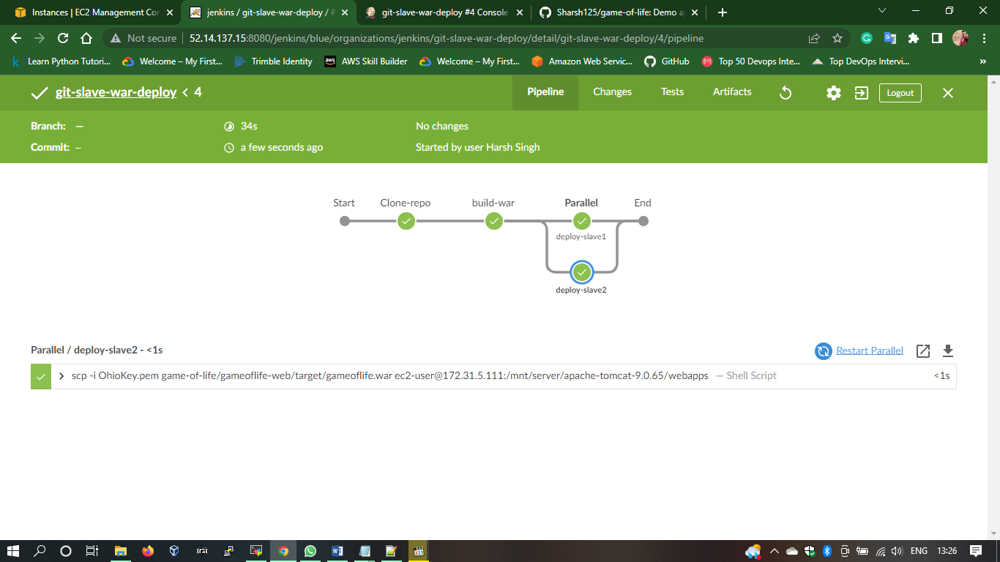 Instances | EC2 Management Con
jenkins / git-slave-war-deploy / #
git-slave-war-deploy #4 Console
Sharsh125/game-of-life: Demo a
Not secure
52.14.137.15:8080/jenkins/blue/organizations/jenkins/git-slave-war-deploy/detail/git-slave-war-deploy/4/pipeline
Learn Python Tutori...
Welcome – My First...
Trimble Identity
aws
AWS Skill Builder
Welcome – My First...
Amazon Web Servic...
GitHub
Top 50 Devops Inte...
Top DevOps Intervi...
»
git-slave-war-deploy < 4
Pipeline
Changes
Tests
Artifacts
Logout
Branch: —
34s
No changes
Commit: –
a few seconds ago
Started by user Harsh Singh
Start
Clone-repo
build-war
Parallel
End
deploy-slave1
deploy-slave2
Parallel / deploy-slave2 - <1s
Restart Parallel
scp -i OhioKey.pem game-of-life/gameoflife-web/target/gameoflife.war ec2-user@172.31.5.111:/mnt/server/apache-tomcat-9.0.65/webapps
— Shell Script
<1s
ENG
13:26